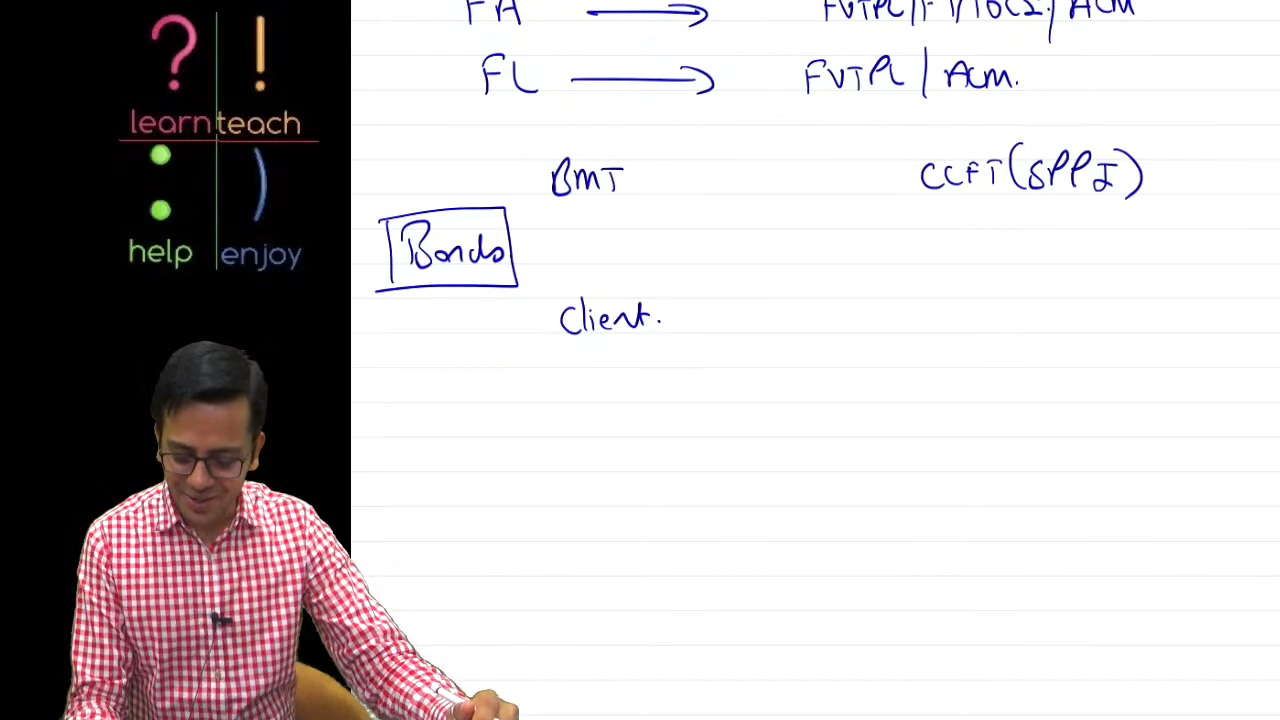 ? !
learn teach
: )
help enjoy
FA → FVTPL/FVTOCI/ACM
FL → FVTPL/ACM.
BMT CCFT(SPPI)
Bonds
Client.